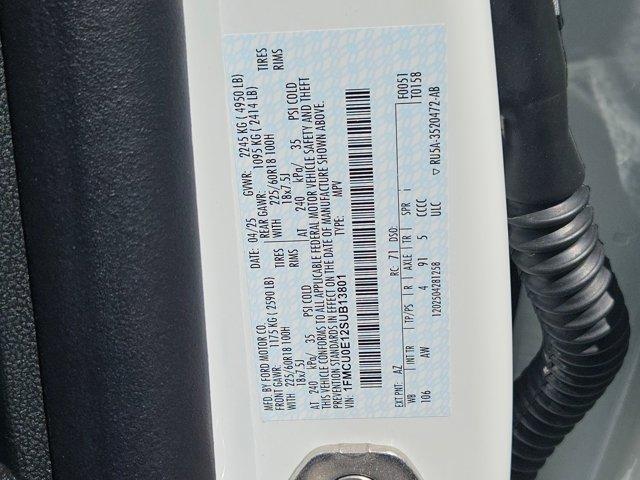 MFD. BY FORD MOTOR CO. 04/25 GVWR: 2245 KG ( 4950 LB)
FRONT GAWR: 1175 KG ( 2590 LB) REAR GAWR: 1095 KG ( 2414 LB)
WITH 225/60R18 100H TIRES WITH 225/60R18 100H TIRES
18x7.5J RIMS 18x7.5J RIMS
AT 240 kPa/ 35 PSI COLD AT 240 kPa/ 35 PSI COLD
THIS VEHICLE CONFORMS TO ALL APPLICABLE FEDERAL MOTOR VEHICLE SAFETY AND THEFT
PREVENTION STANDARDS IN EFFECT ON THE DATE OF MANUFACTURE SHOWN ABOVE.
VIN: 1FMCU0E12SUB13801 TYPE: MPV
F0051
T0158
EXT PNT: AZ RC: 71 DSO:
WB INT TR TP/PS R AXLE TR SPR i
106 AW 4 91 5 CCCC
1202504281258 ULC ▽ RU5A-3520472-AB